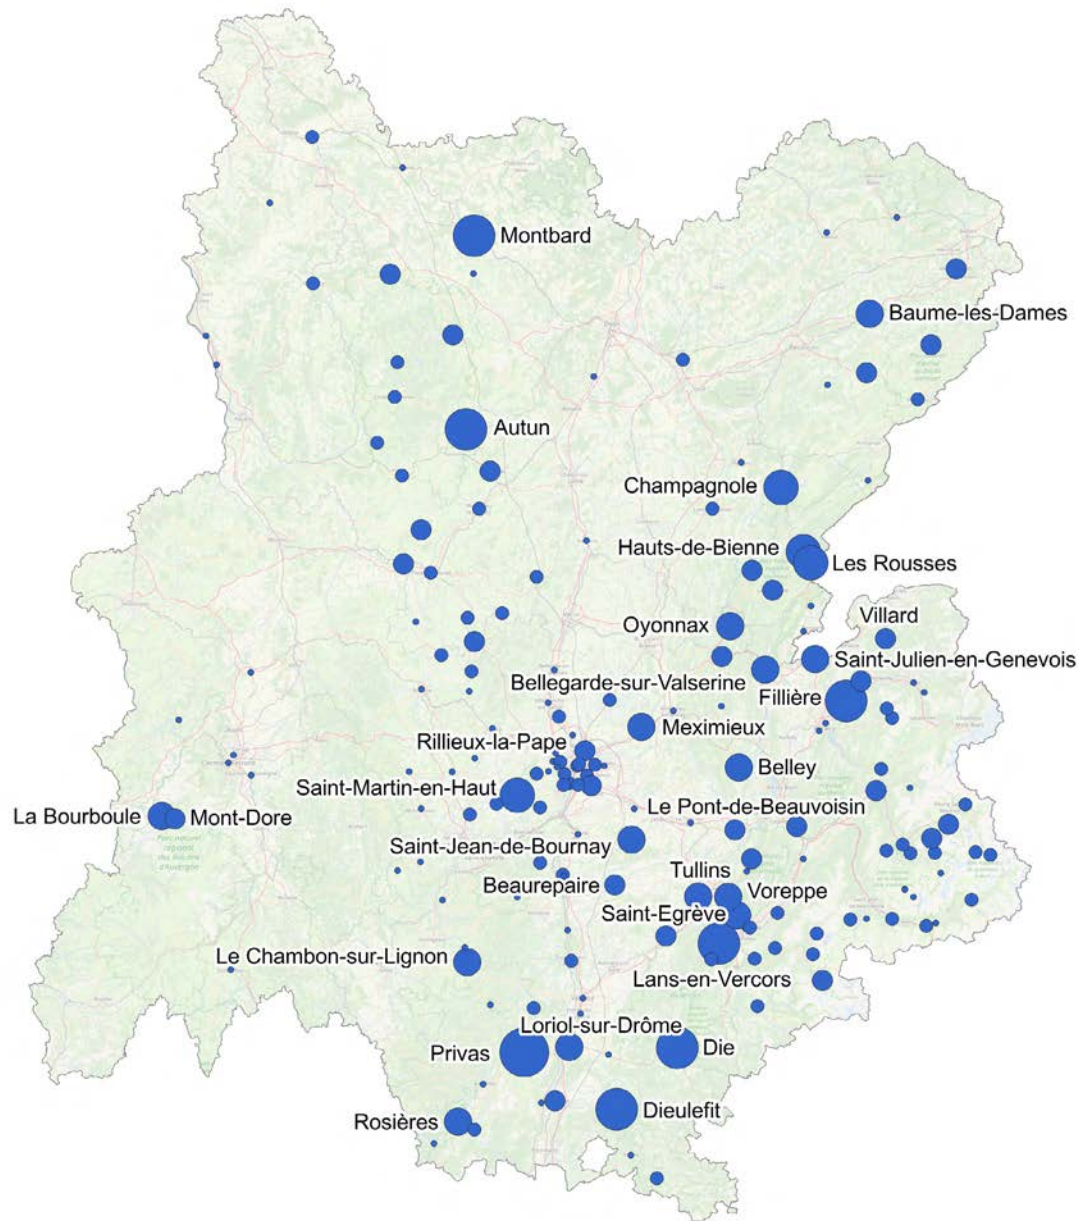 Montbard
Baume-les-Dames
Autun
Champagnole
Hauts-de-Bienne
Les Rousses
Villard
Oyonnax
Saint-Julien-en-Genevois
Bellegarde-sur-Valserine
Fillière
Meximieux
Rillieux-la-Pape
Belley
Saint-Martin-en-Haut
Le Pont-de-Beauvoisin
La Bourboule
Mont-Dore
Saint-Jean-de-Bournay
Tullins
Beaurepaire
Voreppe
Saint-Egrève
Le Chambon-sur-Lignon
Lans-en-Vercors
Loriol-sur-Drôme
Privas
Die
Dieulefit
Rosières